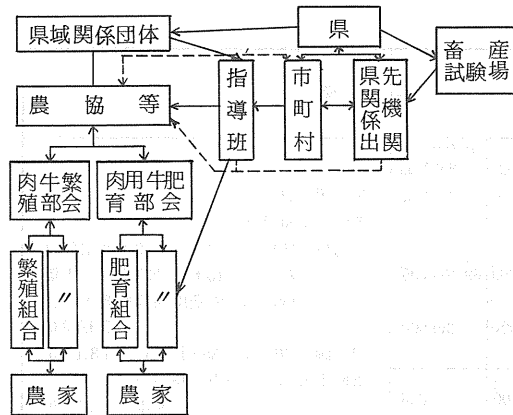 県
県域関係団体
畜産
試験場
指導班
市町村
県関係出
先機関
農協等
肉牛繁
殖部会
肉用牛肥
育部会
繁殖組合
〃
肥育組合
〃
農家
農家